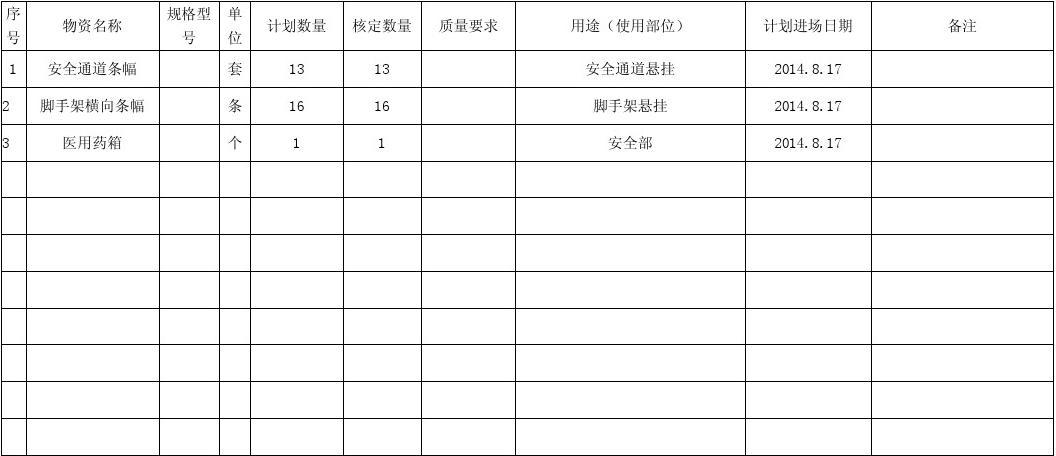 序号 物资名称 规格型号 单位 计划数量 核定数量 质量要求 用途（使用部位） 计划进场日期 备注
1 安全通道条幅 套 13 13 安全通道悬挂 2014.8.17
2 脚手架横向条幅 条 16 16 脚手架悬挂 2014.8.17
3 医用药箱 个 1 1 安全部 2014.8.17